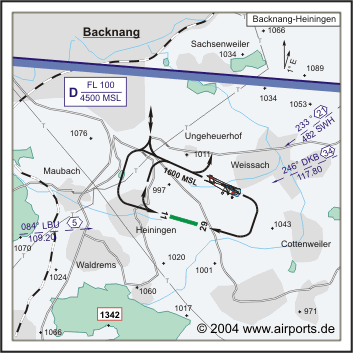 Backnang-Heiningen
Backnang
1066
Sachsenweiler
1034
1° E
1089
D
FL 100
4500 MSL
1034
1053
233° 21
482 SWH
1076
Ungeheuerhof
1011
Weissach
246° DKB 34
117.80
Maubach
1600 MSL
997
084° LBU
109.20
5
11
29
Heiningen
1043
Cottenweiler
1070
1020
1001
Waldrems
1024
1060
1017
971
1342
1066
© 2004 www.airports.de